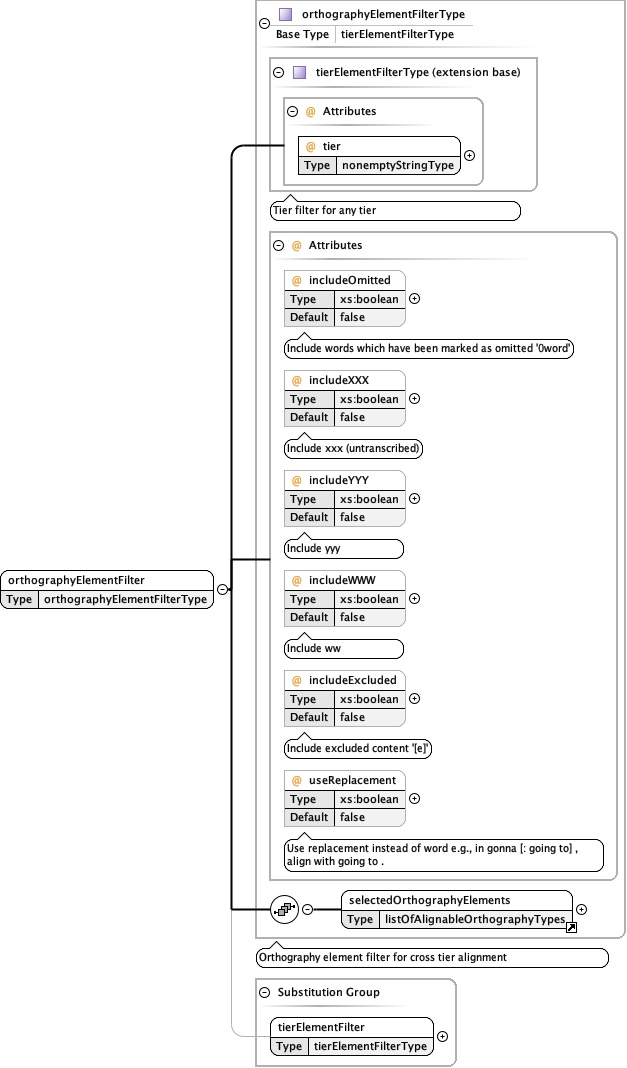 orthographyElementFilterType
Base Type tierElementFilterType
tierElementFilterType (extension base)
@ Attributes
@ tier
Type nonemptyStringType
Tier filter for any tier
@ Attributes
@ includeOmitted
Type xs:boolean
Default false
Include words which have been marked as omitted '0word'
@ includeXXX
Type xs:boolean
Default false
Include xxx (untranscribed)
@ includeYYY
Type xs:boolean
Default false
Include yyy
@ includeWWW
Type xs:boolean
Default false
Include ww
@ includeExcluded
Type xs:boolean
Default false
Include excluded content '[e]'
@ useReplacement
Type xs:boolean
Default false
Use replacement instead of word e.g., in gonna [: going to] ,
align with going to .
orthographyElementFilter
Type orthographyElementFilterType
selectedOrthographyElements
Type listOfAlignableOrthographyTypes
Orthography element filter for cross tier alignment
Substitution Group
tierElementFilter
Type tierElementFilterType